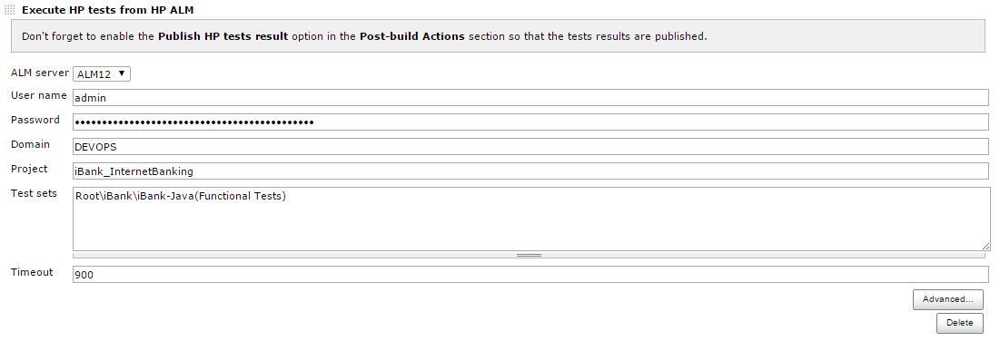 Execute HP tests from HP ALM
Don't forget to enable the Publish HP tests result option in the Post-build Actions section so that the tests results are published.
ALM server ALM12
User name admin
Password ••••••••••••••••••••••••••••••••••••••••••••
Domain DEVOPS
Project iBank_InternetBanking
Test sets Root\iBank\iBank-Java(Functional Tests)
Timeout 900
Advanced...
Delete